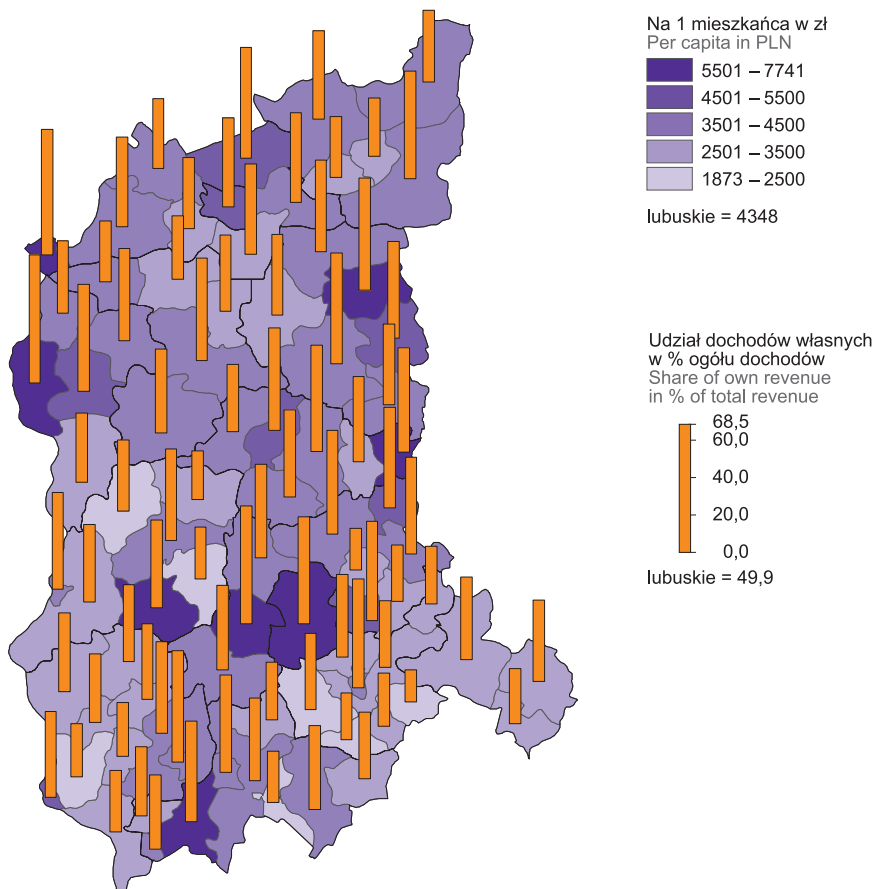 Na 1 mieszkańca w zł
Per capita in PLN
5501 – 7741
4501 – 5500
3501 – 4500
2501 – 3500
1873 – 2500
lubuskie = 4348
Udział dochodów własnych
w % ogółu dochodów
Share of own revenue
in % of total revenue
68,5
60,0
40,0
20,0
0,0
lubuskie = 49,9